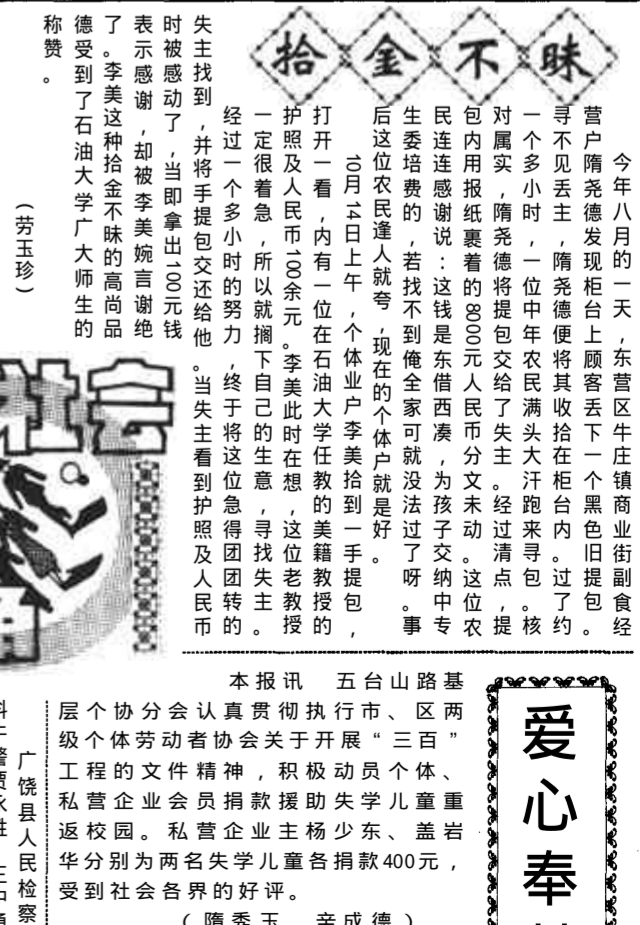 拾金不昧
今年八月的一天，东营区牛庄镇商业街副食经
营户隋尧德发现柜台上顾客丢下一个黑色旧提包。
寻不见丢主，隋尧德便将其收拾在柜台内。过了约
一个多小时，一位中年农民满头大汗跑来寻包。核
对属实，隋尧德将提包交给了失主。经过清点，提
包内用报纸裹着的8000元人民币分文未动。这位农
民连连感谢说：这钱是东借西凑，为孩子交纳中专
生委培费的，若找不到俺全家可就没法过了呀。事
后这位农民逢人就夸，现在的个体户就是好。
10月14日上午，个体业户李美拾到一手提包，
打开一看，内有一位在石油大学任教的美籍教授的
护照及人民币100余元。李美此时在想，这位老教授
一定很着急，所以就搁下自己的生意，寻找失主。
经过一个多小时的努力，终于将这位急得团团转的
失主找到，并将手提包交还给他。当失主看到护照及人民币
时被感动了，当即拿出100元钱
表示感谢，却被李美婉言谢绝
了。李美这种拾金不昧的高尚品
德受到了石油大学广大师生的
称赞。
（劳玉珍）
社会
爱心奉
本报讯　五台山路基
层个协分会认真贯彻执行市、区两
级个体劳动者协会关于开展“三百”
工程的文件精神，积极动员个体、
私营企业会员捐款援助失学儿童重
返校园。私营企业主杨少东、盖岩
华分别为两名失学儿童各捐款400元，
受到社会各界的好评。
（隋秀玉　辛成德）
广饶县人民检察